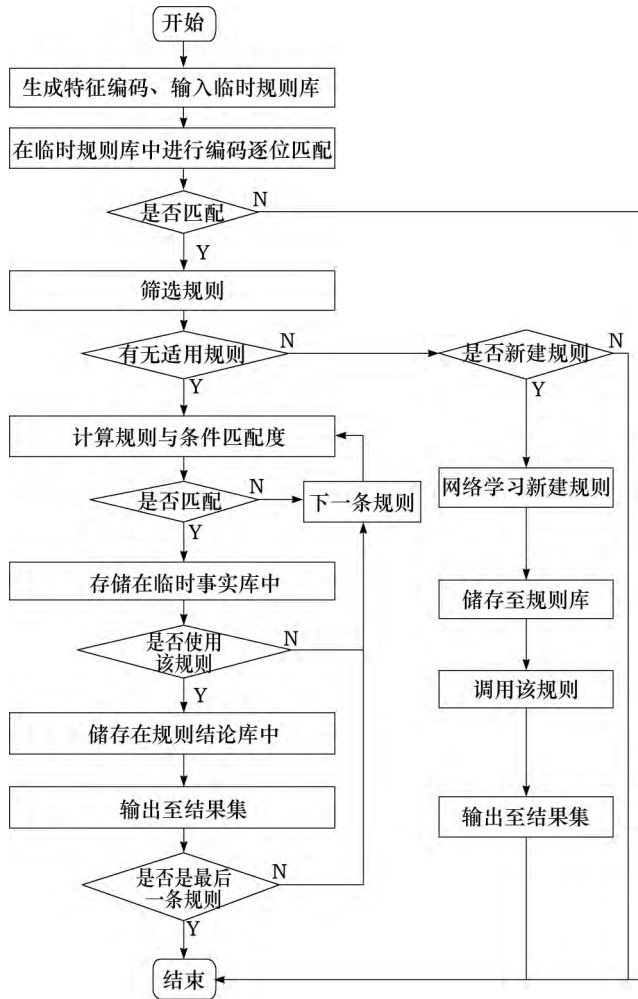 开始
生成特征编码、输入临时规则库
在临时规则库中进行编码逐位匹配
是否匹配
N
Y
筛选规则
有无适用规则
N
Y
是否新建规则
N
Y
计算规则与条件匹配度
是否匹配
N
Y
下一条规则
网络学习新建规则
存储在临时事实库中
储存至规则库
是否使用
该规则
N
Y
调用该规则
储存在规则结论库中
输出至结果集
输出至结果集
是否是最后
一条规则
N
Y
结束